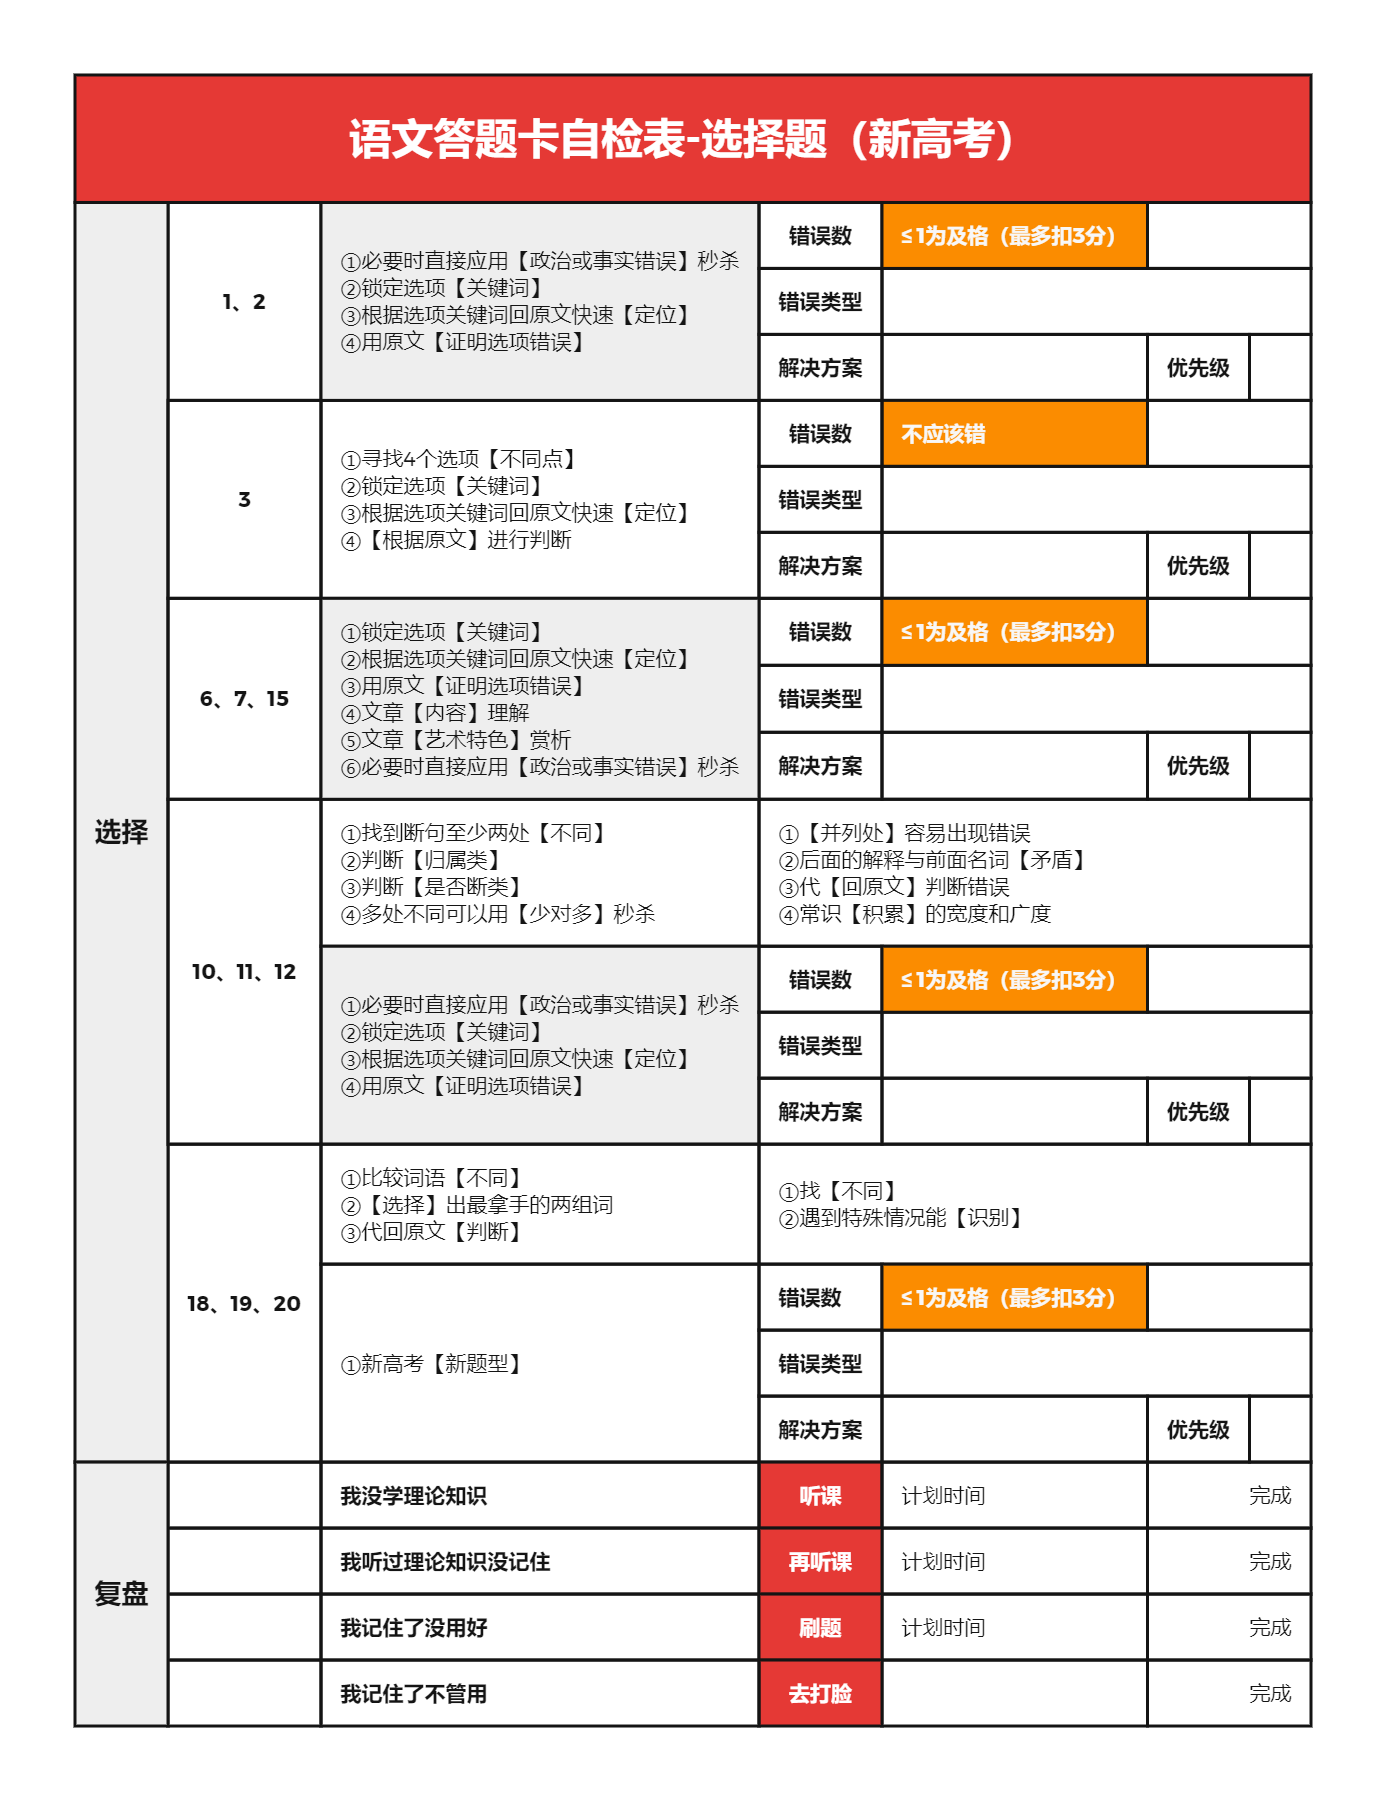 语文答题卡自检表-选择题（新高考）
选择
1、2
①必要时直接应用【政治或事实错误】秒杀
②锁定选项【关键词】
③根据选项关键词回原文快速【定位】
④用原文【证明选项错误】
错误数
≤1为及格（最多扣3分）
错误类型
解决方案
优先级
3
①寻找4个选项【不同点】
②锁定选项【关键词】
③根据选项关键词回原文快速【定位】
④【根据原文】进行判断
错误数
不应该错
错误类型
解决方案
优先级
6、7、15
①锁定选项【关键词】
②根据选项关键词回原文快速【定位】
③用原文【证明选项错误】
④文章【内容】理解
⑤文章【艺术特色】赏析
⑥必要时直接应用【政治或事实错误】秒杀
错误数
≤1为及格（最多扣3分）
错误类型
解决方案
优先级
10、11、12
①找到断句至少两处【不同】
②判断【归属类】
③判断【是否断类】
④多处不同可以用【少对多】秒杀
①【并列处】容易出现错误
②后面的解释与前面名词【矛盾】
③代【回原文】判断错误
④常识【积累】的宽度和广度
①必要时直接应用【政治或事实错误】秒杀
②锁定选项【关键词】
③根据选项关键词回原文快速【定位】
④用原文【证明选项错误】
错误数
≤1为及格（最多扣3分）
错误类型
解决方案
优先级
18、19、20
①比较词语【不同】
②【选择】出最拿手的两组词
③代回原文【判断】
①找【不同】
②遇到特殊情况能【识别】
①新高考【新题型】
错误数
≤1为及格（最多扣3分）
错误类型
解决方案
优先级
复盘
我没学理论知识
听课
计划时间
完成
我听过理论知识没记住
再听课
计划时间
完成
我记住了没用好
刷题
计划时间
完成
我记住了不管用
去打脸
完成